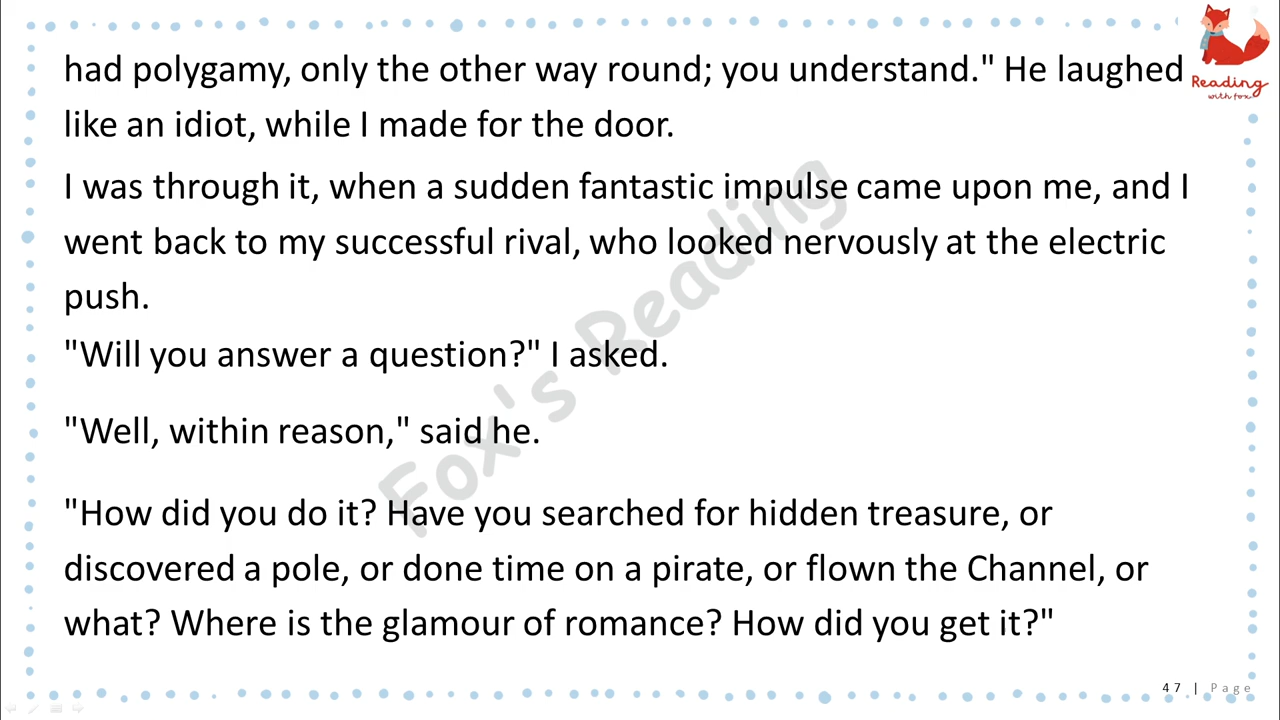 had polygamy, only the other way round; you understand." He laughed
like an idiot, while I made for the door.
I was through it, when a sudden fantastic impulse came upon me, and I
went back to my successful rival, who looked nervously at the electric
push.
"Will you answer a question?" I asked.
"Well, within reason," said he.
"How did you do it? Have you searched for hidden treasure, or
discovered a pole, or done time on a pirate, or flown the Channel, or
what? Where is the glamour of romance? How did you get it?"
Reading
with fox
Fox's Reading
47 | Page